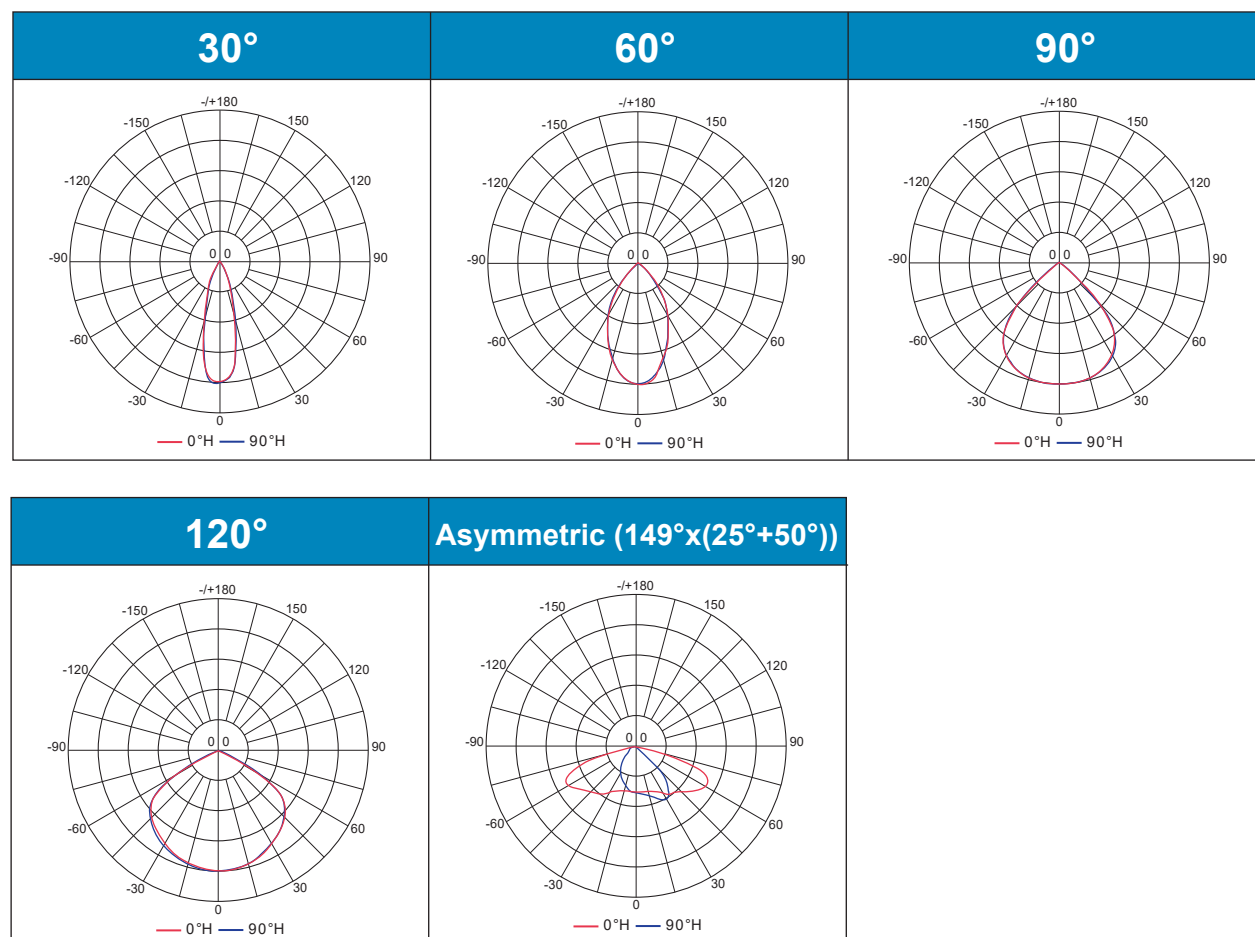 30° 60° 90°
-/+180 -/+180 -/+180
-150 150 -150 150 -150 150
-120 120 -120 120 -120 120
0 0 0 0 0 0
-90 90 -90 90 -90 90
-60 60 -60 60 -60 60
-30 30 -30 30 -30 30
0 0 0
0°H 90°H 0°H 90°H 0°H 90°H
120° Asymmetric (149°x(25°+50°))
-/+180 -/+180
-150 150 -150 150
-120 120 -120 120
0 0 0 0
-90 90 -90 90
-60 60 -60 60
-30 30 -30 30
0 0
0°H 90°H 0°H 90°H